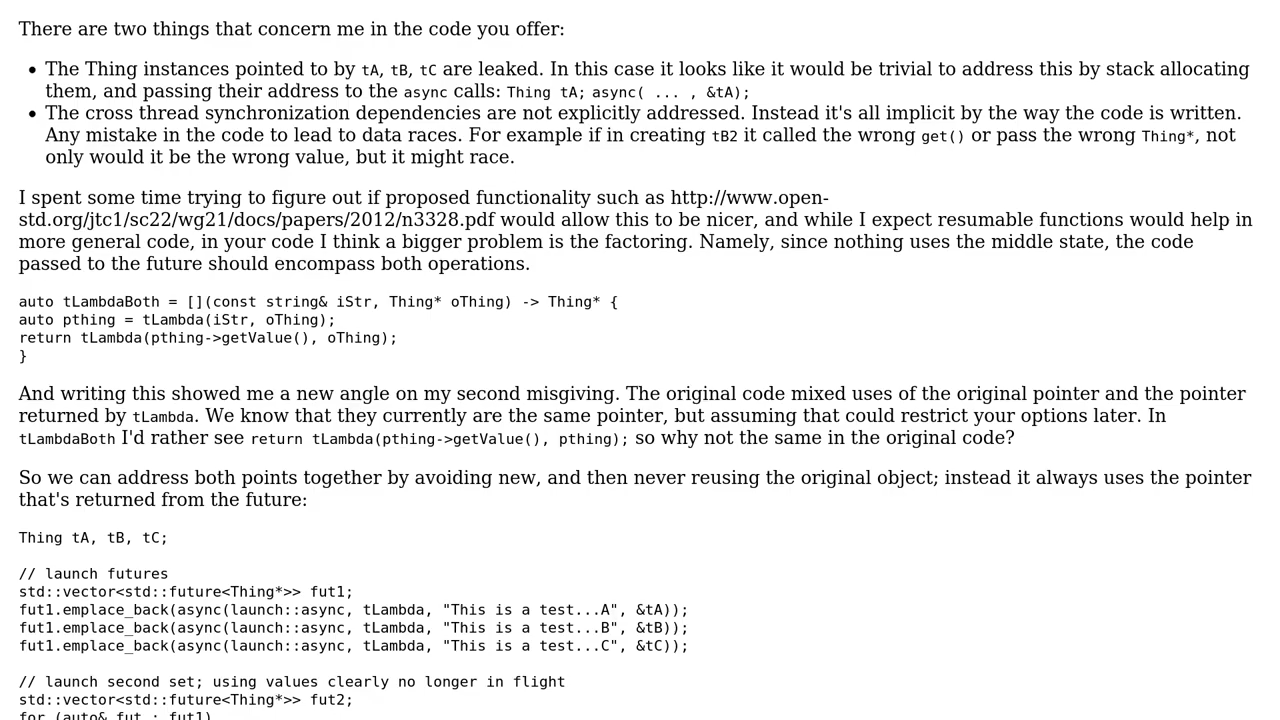 There are two things that concern me in the code you offer:
• The Thing instances pointed to by tA, tB, tC are leaked. In this case it looks like it would be trivial to address this by stack allocating
them, and passing their address to the async calls: Thing tA; async( ... , &tA);
• The cross thread synchronization dependencies are not explicitly addressed. Instead it's all implicit by the way the code is written.
Any mistake in the code to lead to data races. For example if in creating tB2 it called the wrong get() or pass the wrong Thing*, not
only would it be the wrong value, but it might race.
I spent some time trying to figure out if proposed functionality such as http://www.open-
std.org/jtc1/sc22/wg21/docs/papers/2012/n3328.pdf would allow this to be nicer, and while I expect resumable functions would help in
more general code, in your code I think a bigger problem is the factoring. Namely, since nothing uses the middle state, the code
passed to the future should encompass both operations.
auto tLambdaBoth = [](const string& iStr, Thing* oThing) -> Thing* {
auto pthing = tLambda(iStr, oThing);
return tLambda(pthing->getValue(), oThing);
}
And writing this showed me a new angle on my second misgiving. The original code mixed uses of the original pointer and the pointer
returned by tLambda. We know that they currently are the same pointer, but assuming that could restrict your options later. In
tLambdaBoth I'd rather see return tLambda(pthing->getValue(), pthing); so why not the same in the original code?
So we can address both points together by avoiding new, and then never reusing the original object; instead it always uses the pointer
that's returned from the future:
Thing tA, tB, tC;
// launch futures
std::vector<std::future<Thing*>> fut1;
fut1.emplace_back(async(launch::async, tLambda, "This is a test...A", &tA));
fut1.emplace_back(async(launch::async, tLambda, "This is a test...B", &tB));
fut1.emplace_back(async(launch::async, tLambda, "This is a test...C", &tC));
// launch second set; using values clearly no longer in flight
std::vector<std::future<Thing*>> fut2;
for (auto& fut : fut1)